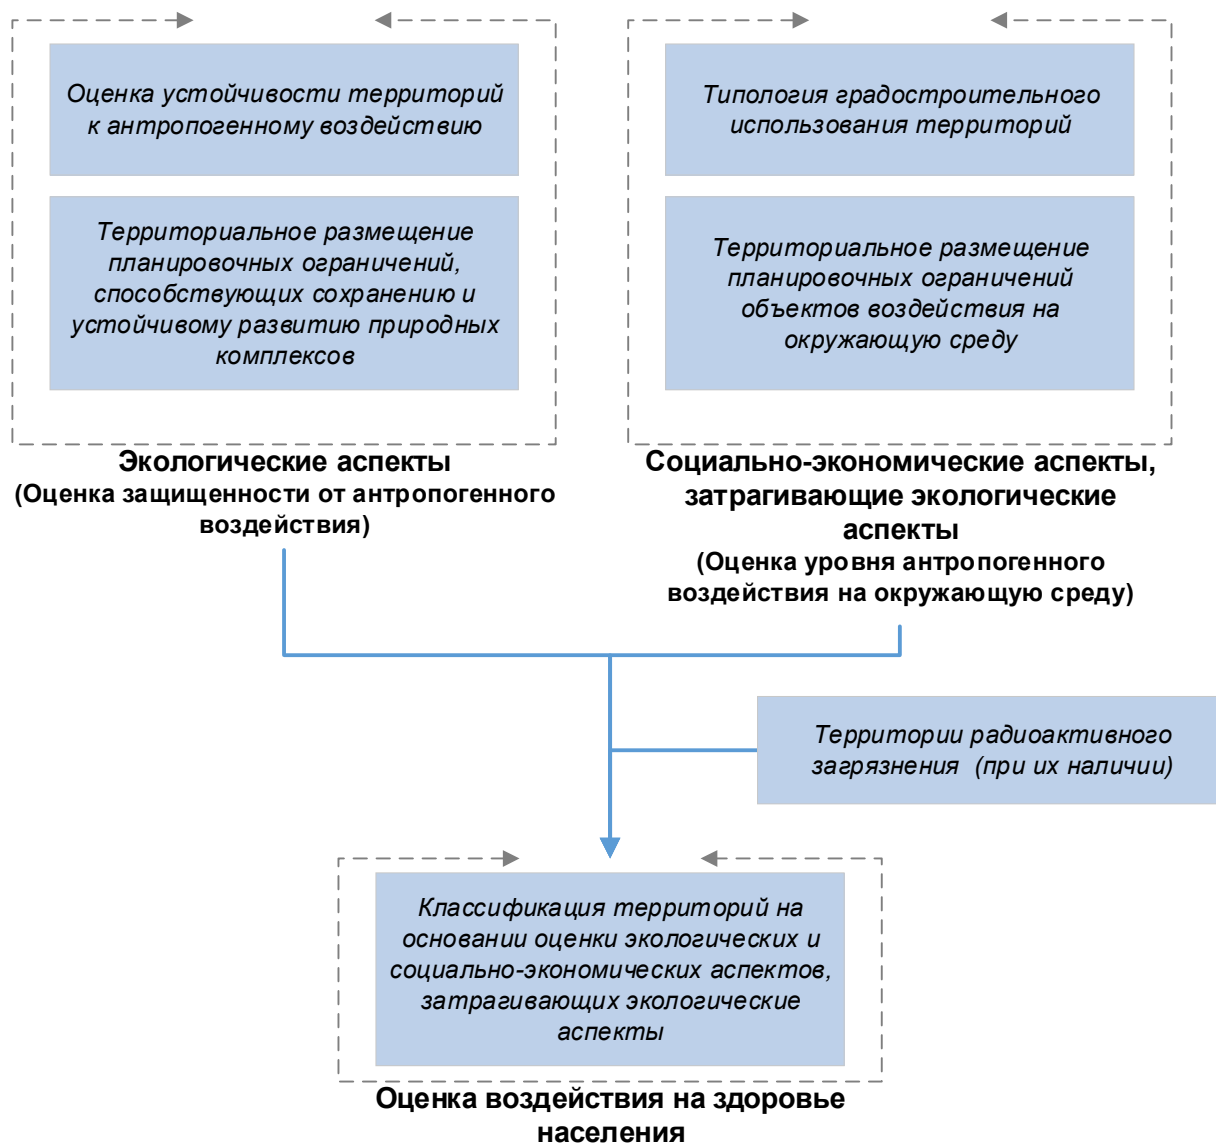 Оценка устойчивости территорий
к антропогенному воздействию
Территориальное размещение
планировочных ограничений,
способствующих сохранению и
устойчивому развитию природных
комплексов
Экологические аспекты
(Оценка защищенности от антропогенного
воздействия)
Типология градостроительного
использования территорий
Территориальное размещение
планировочных ограничений
объектов воздействия на
окружающую среду
Социально-экономические аспекты,
затрагивающие экологические
аспекты
(Оценка уровня антропогенного
воздействия на окружающую среду)
Территории радиоактивного
загрязнения (при их наличии)
Классификация территорий на
основании оценки экологических и
социально-экономических аспектов,
затрагивающих экологические
аспекты
Оценка воздействия на здоровье
населения